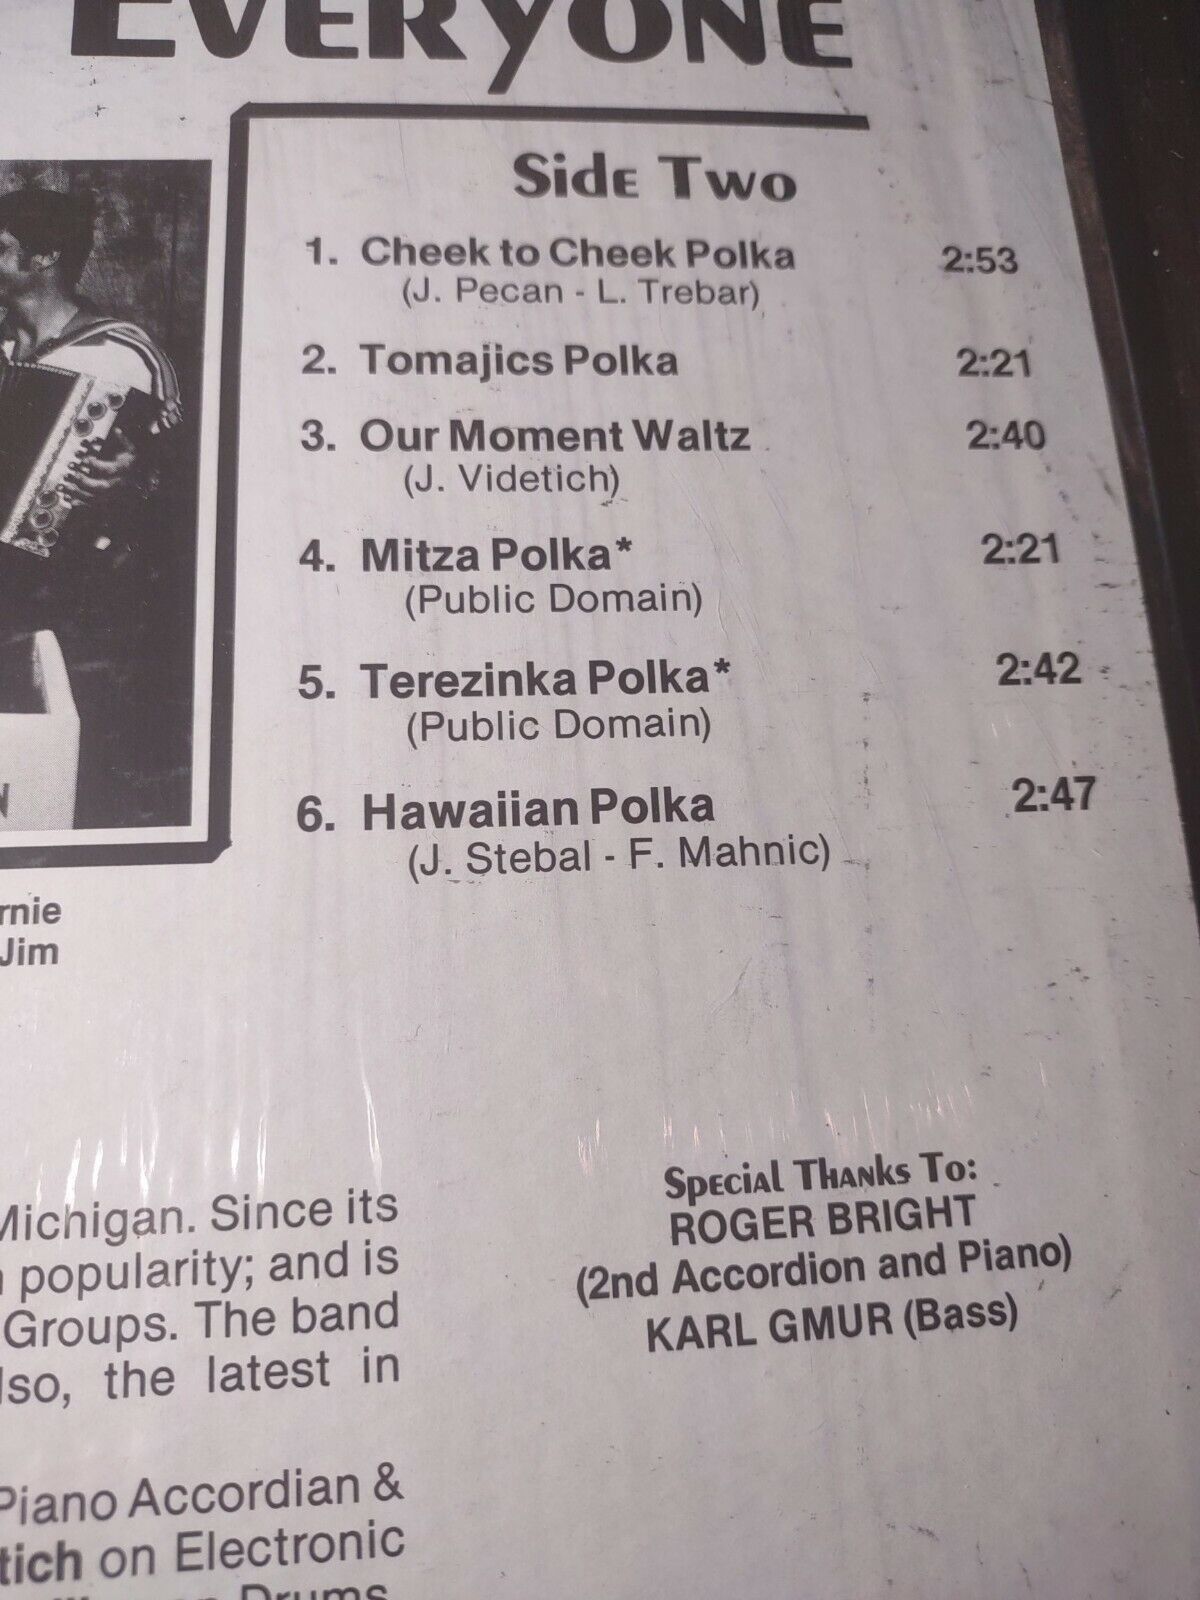 EVERYONE
Side Two
1. Cheek to Cheek Polka 2:53
(J. Pecan - L. Trebar)
2. Tomajics Polka 2:21
3. Our Moment Waltz 2:40
(J. Videtich)
4. Mitza Polka* 2:21
(Public Domain)
5. Terezinka Polka* 2:42
(Public Domain)
6. Hawaiian Polka 2:47
(J. Stebal - F. Mahnic)
N
rnie
Jim
Michigan. Since its
popularity; and is
Groups. The band
lso, the latest in
Piano Accordian &
tich on Electronic
Drums.
Special Thanks To:
ROGER BRIGHT
(2nd Accordion and Piano)
KARL GMUR (Bass)